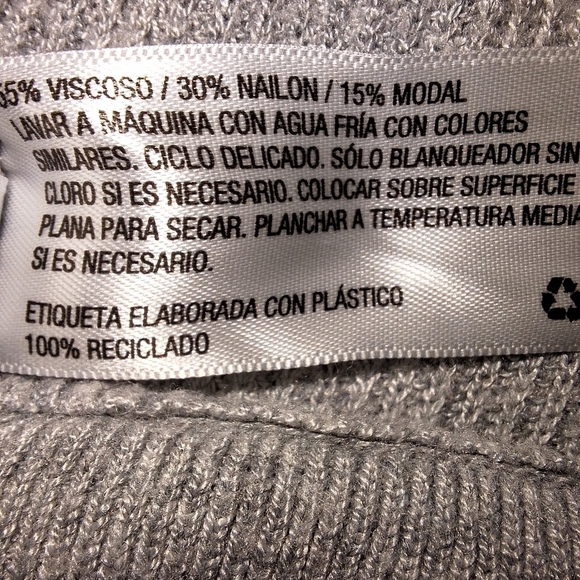 55% VISCOSO / 30% NAILON / 15% MODAL
LAVAR A MÁQUINA CON AGUA FRÍA CON COLORES
SIMILARES. CICLO DELICADO. SÓLO BLANQUEADOR SIN
CLORO SI ES NECESARIO. COLOCAR SOBRE SUPERFICIE
PLANA PARA SECAR. PLANCHAR A TEMPERATURA MEDIA
SI ES NECESARIO.
ETIQUETA ELABORADA CON PLÁSTICO
100% RECICLADO